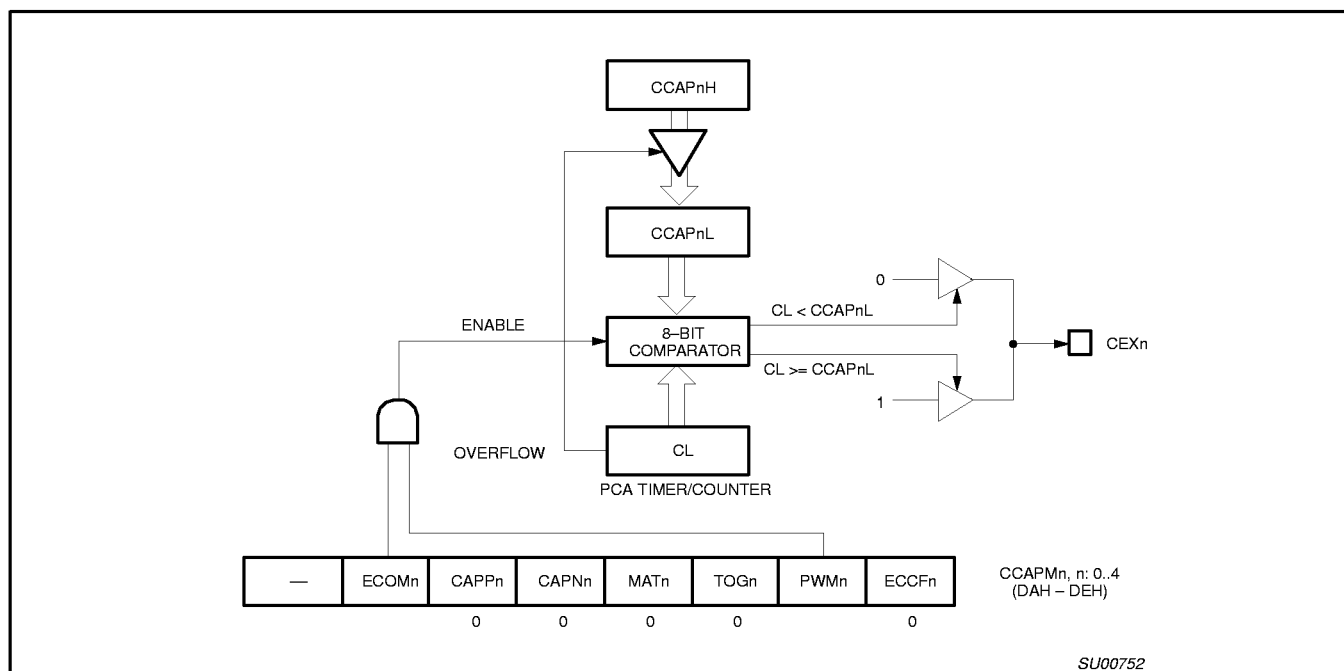 CCAPnH
CCAPnL
0
CL < CCAPnL
ENABLE
8–BIT
COMPARATOR
CEXn
CL >= CCAPnL
1
OVERFLOW
CL
PCA TIMER/COUNTER
— ECOMn CAPPn CAPNn MATn TOGn PWMn ECCFn
CCAPMn, n: 0..4
(DAH – DEH)
0 0 0 0 0
SU00752